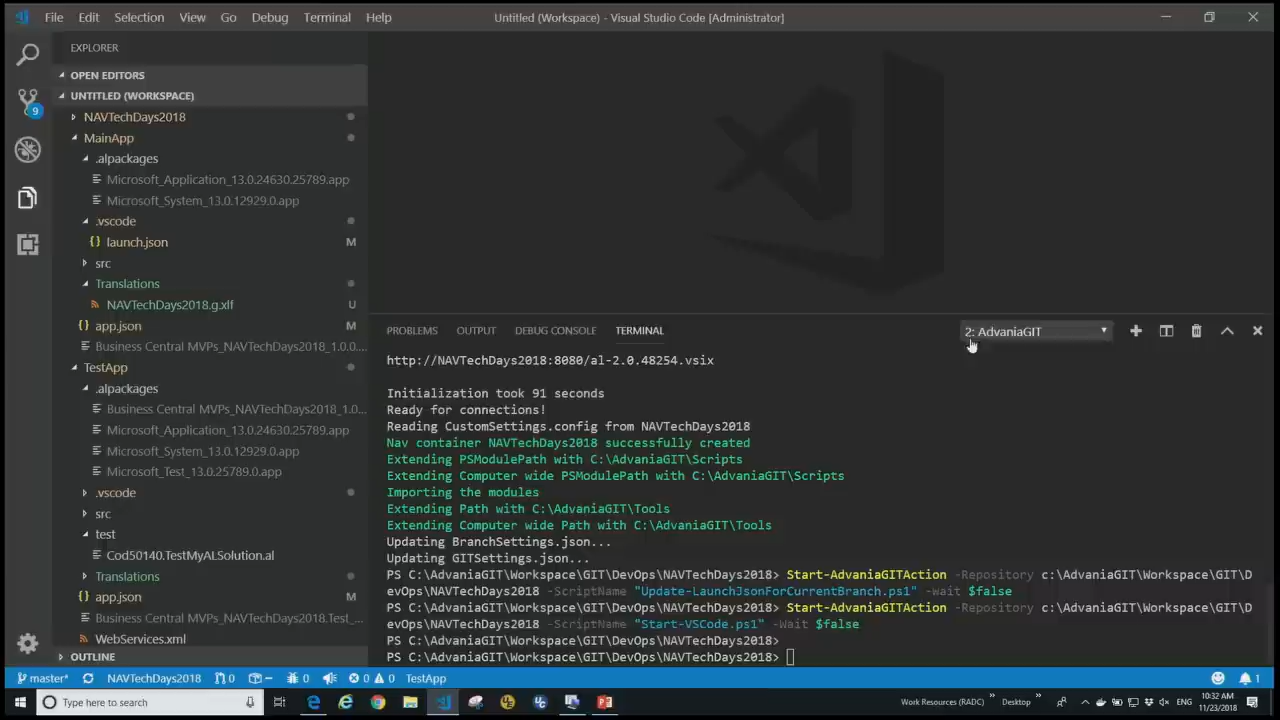 File Edit Selection View Go Debug Terminal Help
Untitled (Workspace) - Visual Studio Code [Administrator]
EXPLORER
OPEN EDITORS
UNTITLED (WORKSPACE)
NAVTechDays2018
MainApp
.alpackages
Microsoft_Application_13.0.24630.25789.app
Microsoft_System_13.0.12929.0.app
.vscode
launch.json M
src
Translations
NAVTechDays2018.g.xlf U
app.json M
Business Central MVPs_NAVTechDays2018_1.0.0....
TestApp
.alpackages
Business Central MVPs_NAVTechDays2018_1.0...
Microsoft_Application_13.0.24630.25789.app
Microsoft_System_13.0.12929.0.app
Microsoft_Test_13.0.25789.0.app
.vscode
src
test
Cod50140.TestMyALSolution.al
Translations
app.json M
Business Central MVPs_NAVTechDays2018.Test_...
WebServices.xml
OUTLINE
9
PROBLEMS OUTPUT DEBUG CONSOLE TERMINAL
2: AdvaniaGIT
http://NAVTechDays2018:8080/al-2.0.48254.vsix
Initialization took 91 seconds
Ready for connections!
Reading CustomSettings.config from NAVTechDays2018
Nav container NAVTechDays2018 successfully created
Extending PSModulePath with C:\AdvaniaGIT\Scripts
Extending Computer wide PSModulePath with C:\AdvaniaGIT\Scripts
Importing the modules
Extending Path with C:\AdvaniaGIT\Tools
Extending Computer wide Path with C:\AdvaniaGIT\Tools
Updating BranchSettings.json...
Updating GITSettings.json...
PS C:\AdvaniaGIT\Workspace\GIT\DevOps\NAVTechDays2018> Start-AdvaniaGITAction -Repository c:\AdvaniaGIT\Workspace\GIT\D
evOps\NAVTechDays2018 -ScriptName "Update-LaunchJsonForCurrentBranch.ps1" -Wait $false
PS C:\AdvaniaGIT\Workspace\GIT\DevOps\NAVTechDays2018> Start-AdvaniaGITAction -Repository c:\AdvaniaGIT\Workspace\GIT\D
evOps\NAVTechDays2018 -ScriptName "Start-VSCode.ps1" -Wait $false
PS C:\AdvaniaGIT\Workspace\GIT\DevOps\NAVTechDays2018>
PS C:\AdvaniaGIT\Workspace\GIT\DevOps\NAVTechDays2018>
master* NAVTechDays2018 0 — 0 0 0 TestApp 1
Type here to search
Work Resources (RADC) » Desktop » ENG 10:32 AM
11/23/2018